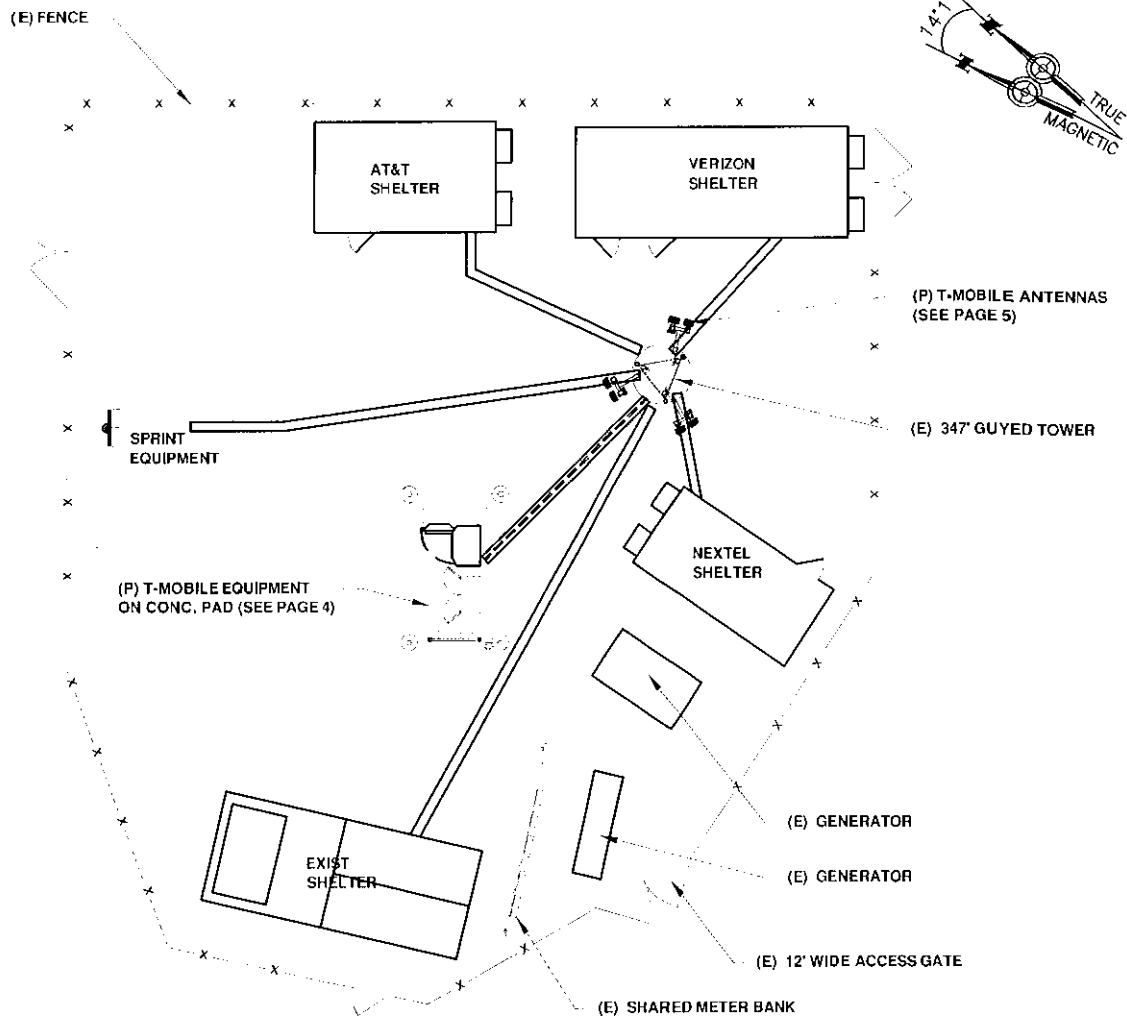 (E) FENCE
14°1
TRUE
MAGNETIC
AT&T
SHELTER
VERIZON
SHELTER
(P) T-MOBILE ANTENNAS
(SEE PAGE 5)
(E) 347' GUYED TOWER
SPRINT
EQUIPMENT
NEXTEL
SHELTER
(P) T-MOBILE EQUIPMENT
ON CONC. PAD (SEE PAGE 4)
(E) GENERATOR
(E) GENERATOR
EXIST
SHELTER
(E) 12' WIDE ACCESS GATE
(E) SHARED METER BANK